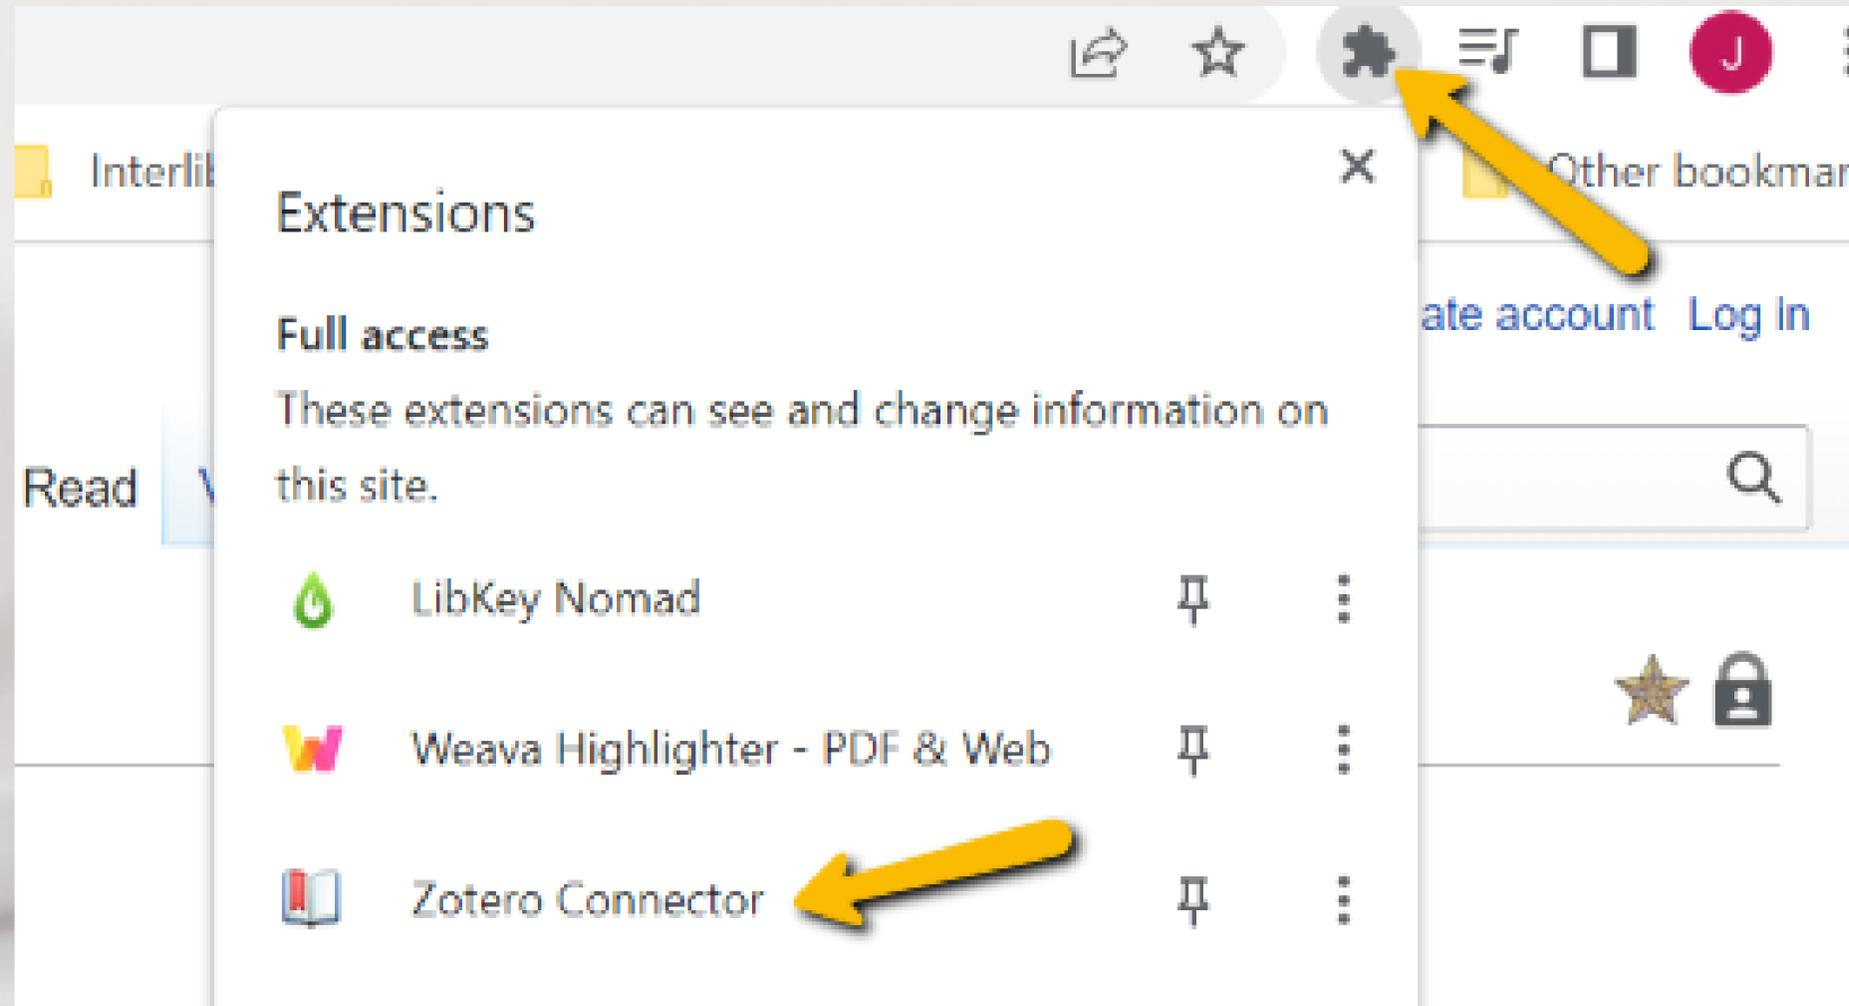 J
Interlib
Other bookmar
Extensions
Full access
ate account Log in
These extensions can see and change information on
this site.
Read
LibKey Nomad
Weava Highlighter - PDF & Web
Zotero Connector